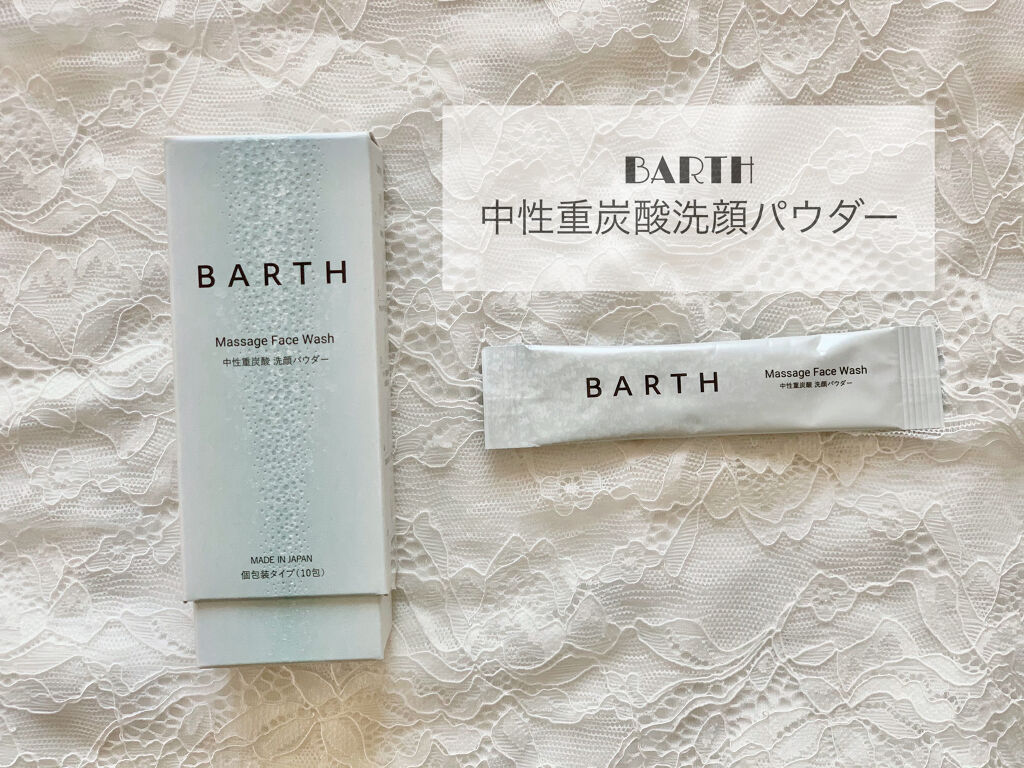 BARTH
中性重炭酸洗顔パウダー
BARTH
Massage Face Wash
中性重炭酸 洗顔パウダー
MADE IN JAPAN
個包装タイプ(10包)
BARTH
Massage Face Wash
中性重炭酸 洗顔パウダー